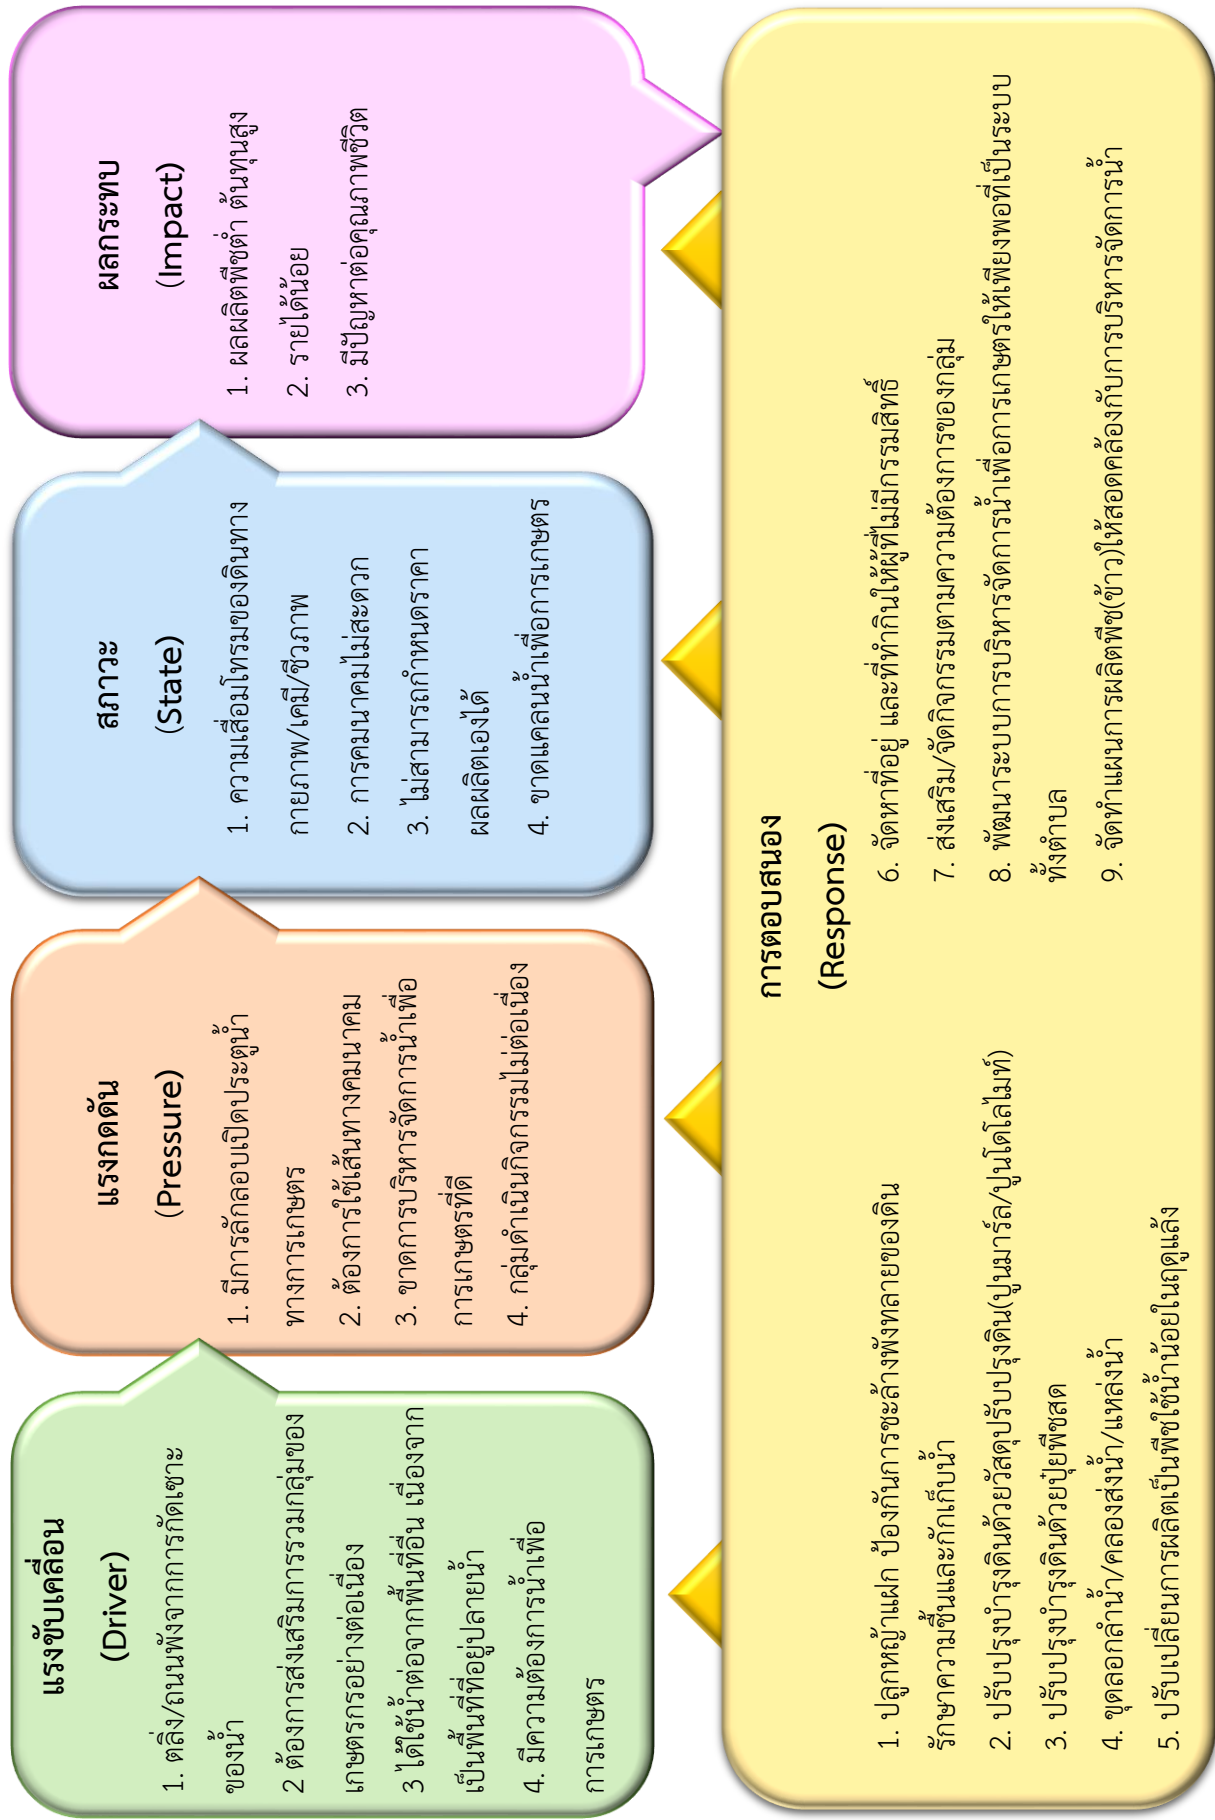 แรงขับเคลื่อน
(Driver)
1. ตลิ่ง/ถนนพังจากการกัดเซาะ
ของน้ำ
2 ต้องการส่งเสริมการรวมกลุ่มของ
เกษตรกรอย่างต่อเนื่อง
3 ได้ใช้น้ำต่อจากพื้นที่อื่น เนื่องจาก
เป็นพื้นที่ที่อยู่ปลายน้ำ
4. มีความต้องการน้ำเพื่อ
การเกษตร
แรงกดดัน
(Pressure)
1. มีการลักลอบเปิดประตูน้ำ
ทางการเกษตร
2. ต้องการใช้เส้นทางคมนาคม
3. ขาดการบริหารจัดการน้ำเพื่อ
การเกษตรที่ดี
4. กลุ่มดำเนินกิจกรรมไม่ต่อเนื่อง
สภาวะ
(State)
1. ความเสื่อมโทรมของดินทาง
กายภาพ/เคมี/ชีวภาพ
2. การคมนาคมไม่สะดวก
3. ไม่สามารถกำหนดราคา
ผลผลิตเองได้
4. ขาดแคลนน้ำเพื่อการเกษตร
ผลกระทบ
(Impact)
1. ผลผลิตพืชต่ำ ต้นทุนสูง
2. รายได้น้อย
3. มีปัญหาต่อคุณภาพชีวิต
การตอบสนอง
(Response)
1. ปลูกหญ้าแฝก ป้องกันการชะล้างพังทลายของดิน
รักษาความชื้นและกักเก็บน้ำ
2. ปรับปรุงบำรุงดินด้วยวัสดุปรับปรุงดิน(ปูนมาร์ล/ปูนโดโลไมท์)
3. ปรับปรุงบำรุงดินด้วยปุ๋ยพืชสด
4. ขุดลอกลำน้ำ/คลองส่งน้ำ/แหล่งน้ำ
5. ปรับเปลี่ยนการผลิตเป็นพืชใช้น้ำน้อยในฤดูแล้ง
6. จัดหาที่อยู่ และที่ทำกินให้ผู้ที่ไม่มีกรรมสิทธิ์
7. ส่งเสริม/จัดกิจกรรมตามความต้องการของกลุ่ม
8. พัฒนาระบบการบริหารจัดการน้ำเพื่อการเกษตรให้เพียงพอที่เป็นระบบ
ทั้งตำบล
9. จัดทำแผนการผลิตพืช(ข้าว)ให้สอดคล้องกับการบริหารจัดการน้ำ